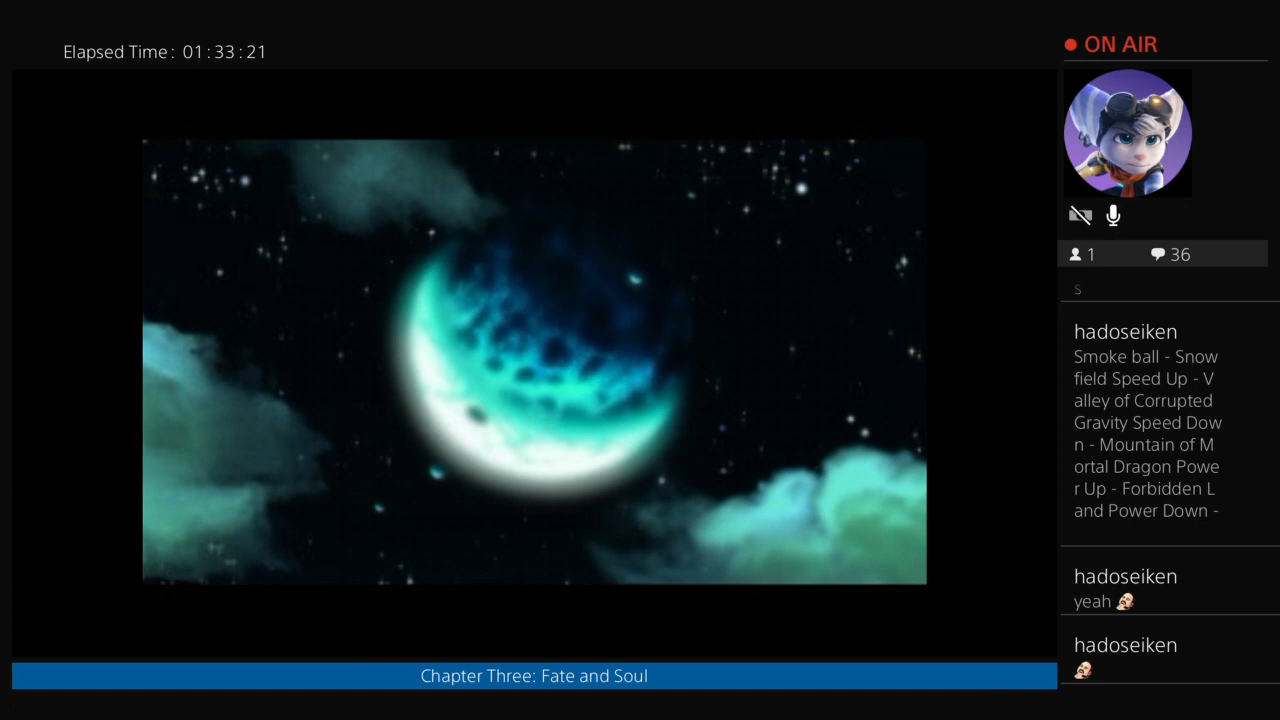 Elapsed Time: 01:33:21
ON AIR
1
36
s
hadoseiken
Smoke ball - Snow
field Speed Up - V
alley of Corrupted
Gravity Speed Dow
n - Mountain of M
ortal Dragon Powe
r Up - Forbidden L
and Power Down -
hadoseiken
yeah
hadoseiken
Chapter Three: Fate and Soul